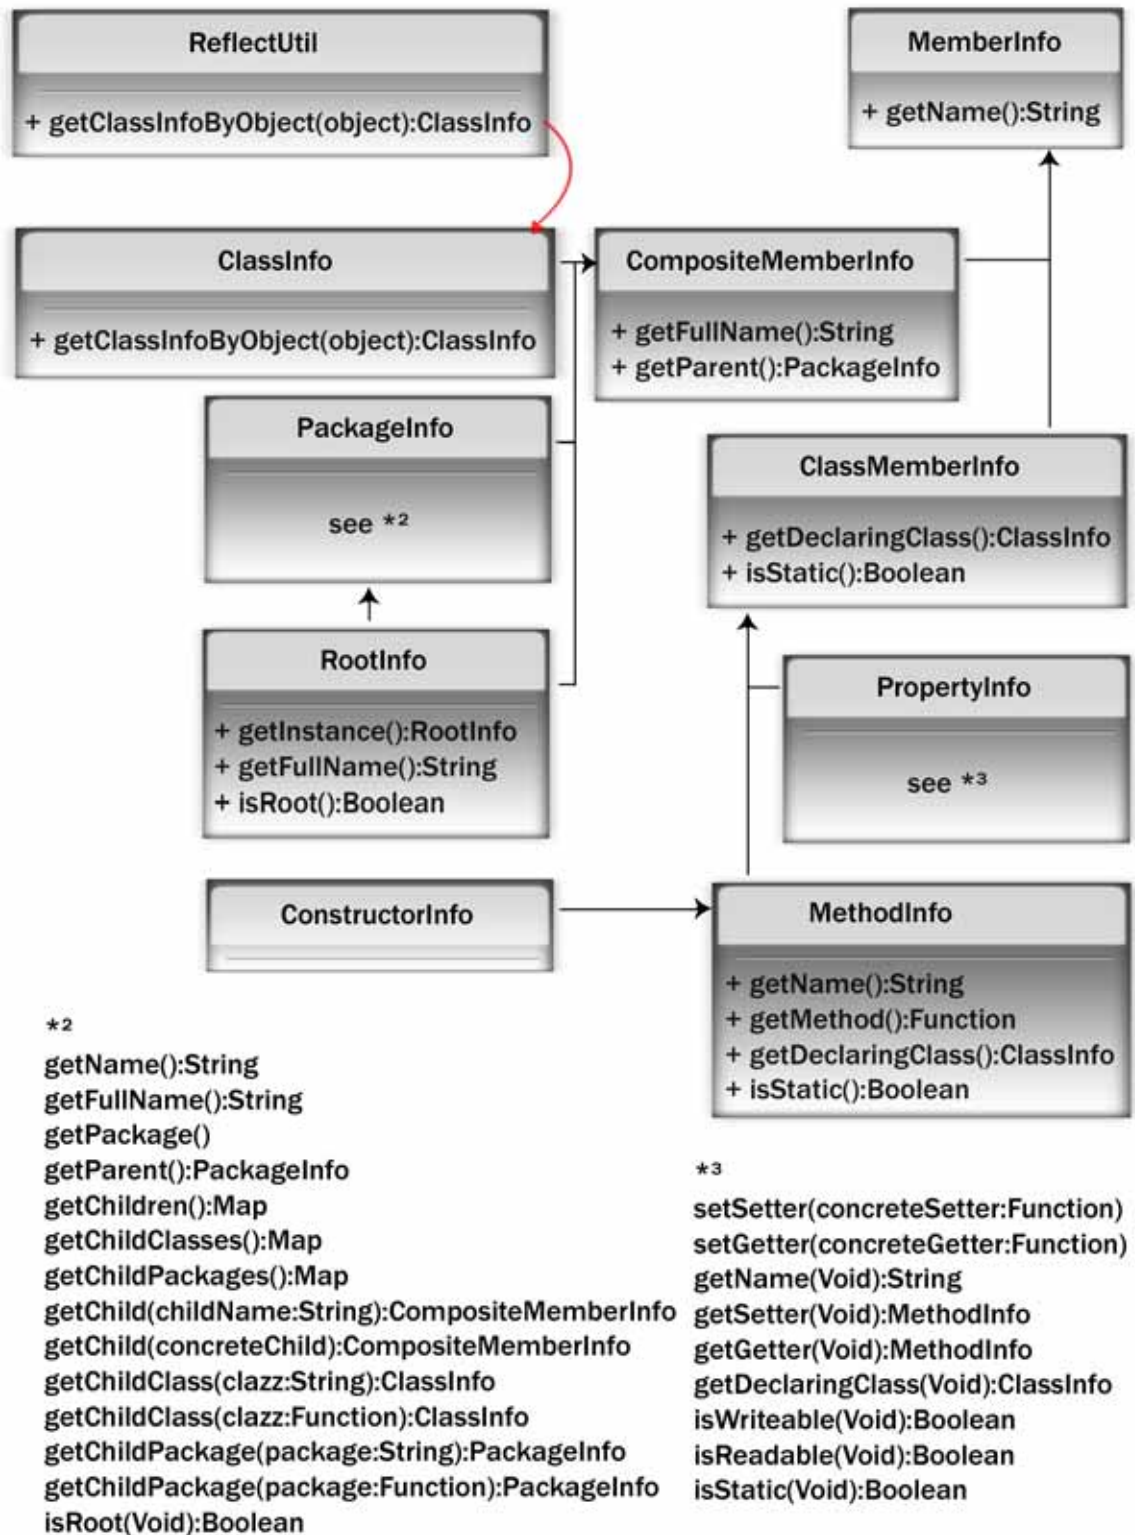 ReflectUtil
+ getClassInfoByObject(object):ClassInfo
MemberInfo
+ getName():String
ClassInfo
+ getClassInfoByObject(object):ClassInfo
CompositeMemberInfo
+ getFullName():String
+ getParent():PackageInfo
PackageInfo
see *²
ClassMemberInfo
+ getDeclaringClass():ClassInfo
+ isStatic():Boolean
RootInfo
+ getInstance():RootInfo
+ getFullName():String
+ isRoot():Boolean
PropertyInfo
see *³
ConstructorInfo
MethodInfo
+ getName():String
+ getMethod():Function
+ getDeclaringClass():ClassInfo
+ isStatic():Boolean
*²
getName():String
getFullName():String
getPackage()
getParent():PackageInfo
getChildren():Map
getChildClasses():Map
getChildPackages():Map
getChild(childName:String):CompositeMemberInfo
getChild(concreteChild):CompositeMemberInfo
getChildClass(clazz:String):ClassInfo
getChildClass(clazz:Function):ClassInfo
getChildPackage(package:String):PackageInfo
getChildPackage(package:Function):PackageInfo
isRoot(Void):Boolean
*³
setSetter(concreteSetter:Function)
setGetter(concreteGetter:Function)
getName(Void):String
getSetter(Void):MethodInfo
getGetter(Void):MethodInfo
getDeclaringClass(Void):ClassInfo
isWriteable(Void):Boolean
isReadable(Void):Boolean
isStatic(Void):Boolean